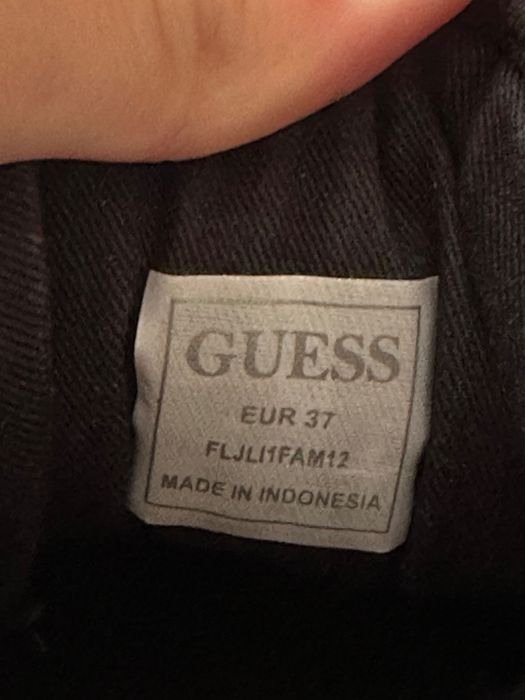 GUESS
EUR 37
FLJLI1FAM12
MADE IN INDONESIA